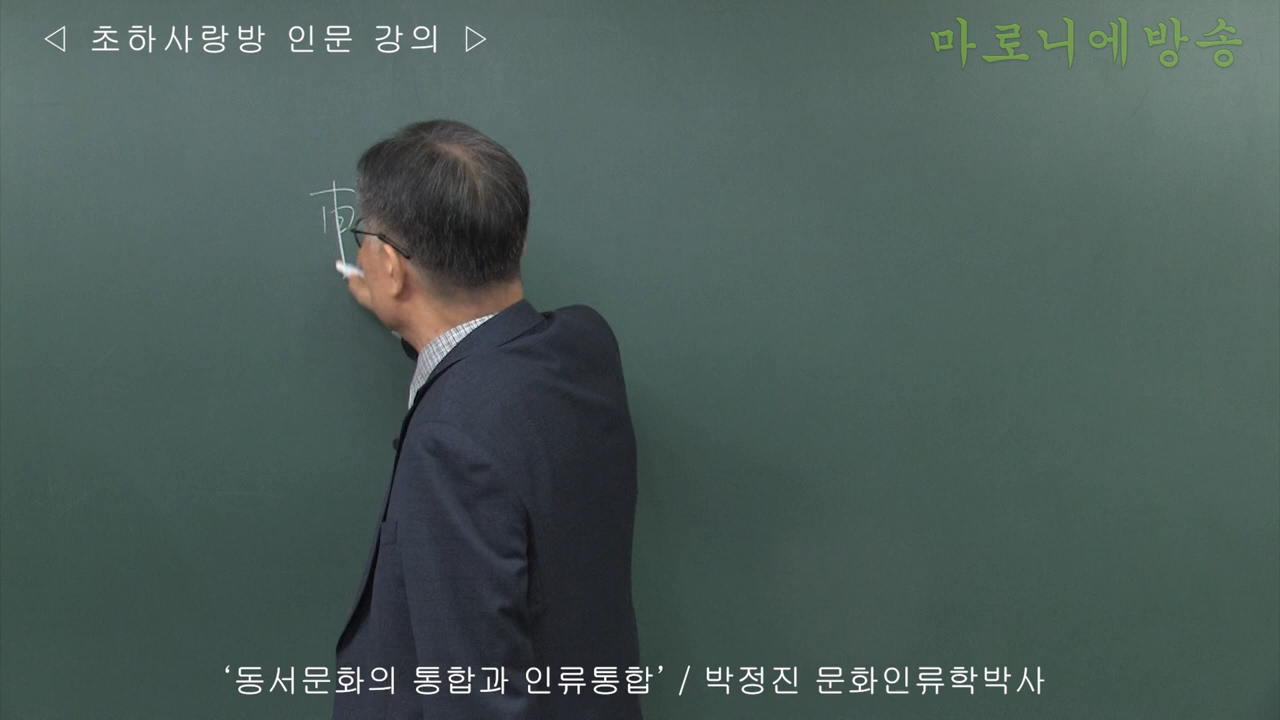 ◁ 초하사랑방 인문 강의 ▷
마로니에방송
‘동서문화의 통합과 인류통합’ / 박정진 문화인류학박사